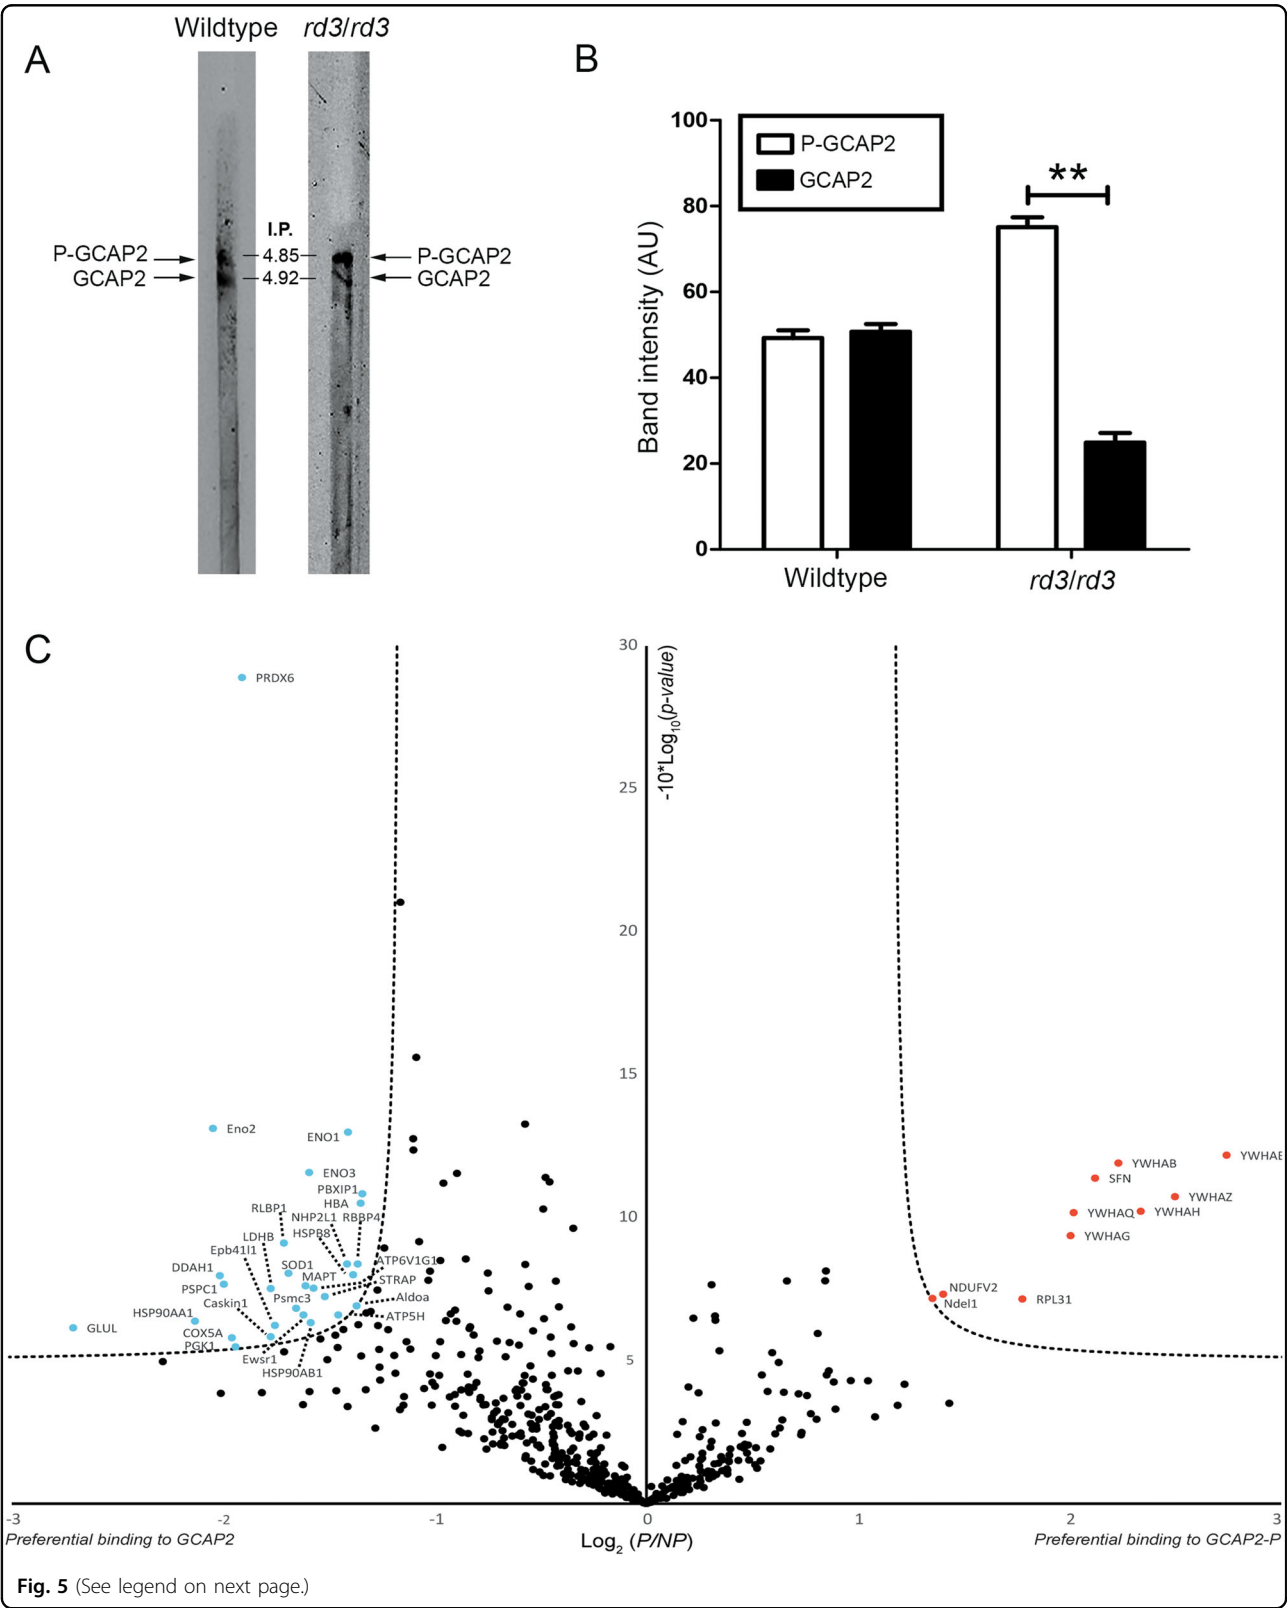 A
Wildtype rd3/rd3
I.P.
P-GCAP2 4.85 P-GCAP2
GCAP2 4.92 GCAP2
B
P-GCAP2
GCAP2
**
Band intensity (AU)
100
80
60
40
20
0
Wildtype rd3/rd3
C
-10*Log10(p-value)
30
25
20
15
10
5
PRDX6
Eno2
ENO1
ENO3
PBXIP1
HBA
RLBP1
NHP2L1 RBBP4
HSPB8
LDHB
Epb41l1
ATP6V1G1
DDAH1
SOD1
MAPT
STRAP
PSPC1
Psmc3
Aldoa
Caskin1
HSP90AA1
ATP5H
GLUL
COX5A
PGK1
Ewsr1
HSP90AB1
YWHAE
YWHAB
SFN
YWHAZ
YWHAQ YWHAH
YWHAG
NDUFV2
Ndel1
RPL31
-3 -2 -1 0 1 2 3
Preferential binding to GCAP2 Log2 (P/NP) Preferential binding to GCAP2-P
Fig. 5 (See legend on next page.)